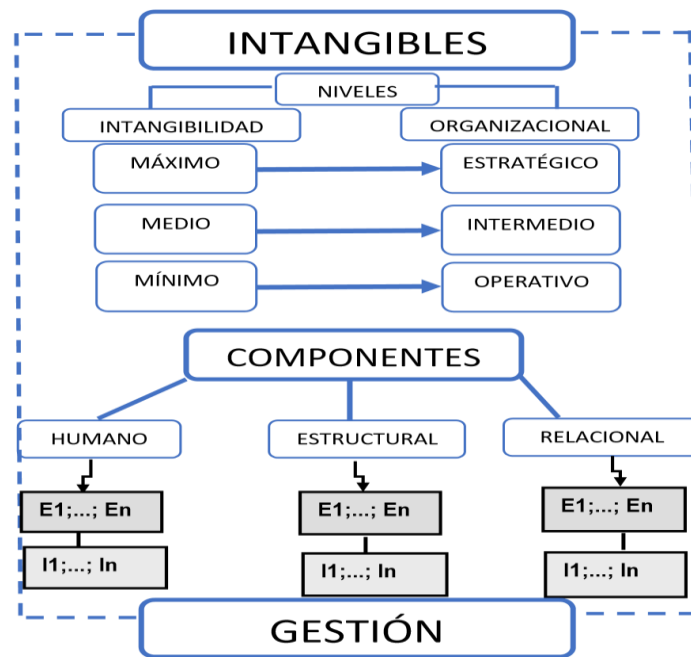 INTANGIBLES
NIVELES
INTANGIBILIDAD
ORGANIZACIONAL
MÁXIMO
ESTRATÉGICO
MEDIO
INTERMEDIO
MÍNIMO
OPERATIVO
COMPONENTES
HUMANO
ESTRUCTURAL
RELACIONAL
E1;...; En
E1;...; En
E1;...; En
I1;...; In
I1;...; In
I1;...; In
GESTIÓN